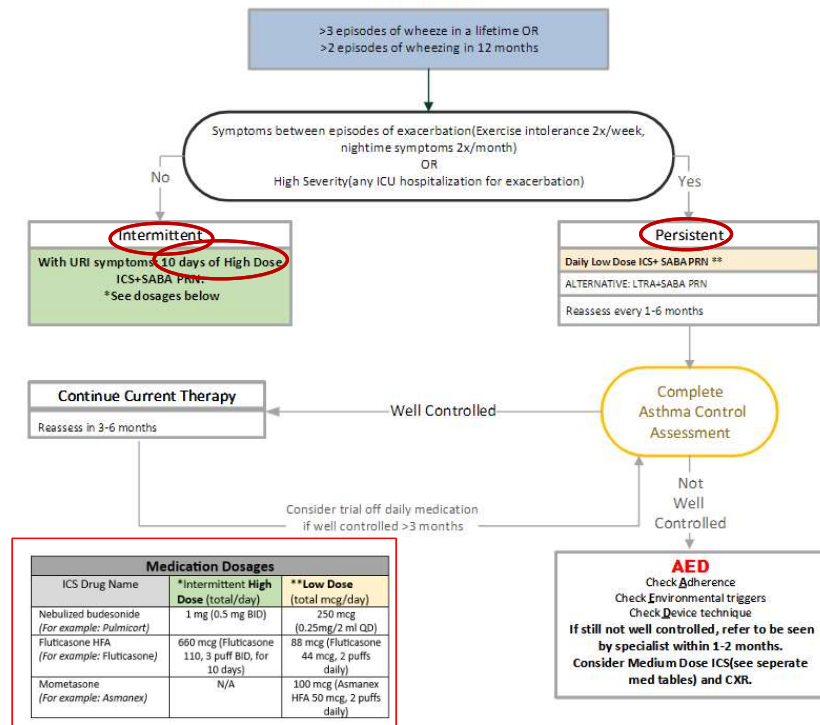 >3 episodes of wheeze in a lifetime OR
>2 episodes of wheezing in 12 months
Symptoms between episodes of exacerbation(Exercise intolerance 2x/week,
nightime symptoms 2x/month)
OR
High Severity(any ICU hospitalization for exacerbation)
No
Yes
Intermittent
With URI symptoms: 10 days of High Dose
ICS+SABA PRN.
*See dosages below
Persistent
Daily Low Dose ICS+ SABA PRN **
ALTERNATIVE: LTRA+SABA PRN
Reassess every 1-6 months
Continue Current Therapy
Reassess in 3-6 months
Well Controlled
Complete
Asthma Control
Assessment
Consider trial off daily medication
if well controlled >3 months
Not
Well
Controlled
AED
Check Adherence
Check Environmental triggers
Check Device technique
If still not well controlled, refer to be seen
by specialist within 1-2 months.
Consider Medium Dose ICS(see seperate
med tables) and CXR.
Medication Dosages
ICS Drug Name
*Intermittent High
Dose (total/day)
**Low Dose
(total mcg/day)
Nebulized budesonide
(For example: Pulmicort)
1 mg (0.5 mg BID)
250 mcg
(0.25mg/2 ml QD)
Fluticasone HFA
(For example: Fluticasone)
660 mcg (Fluticasone
110, 3 puff BID, for
10 days)
88 mcg (Fluticasone
44 mcg, 2 puffs
daily)
Mometasone
(For example: Asmanex)
N/A
100 mcg (Asmanex
HFA 50 mcg, 2 puffs
daily)